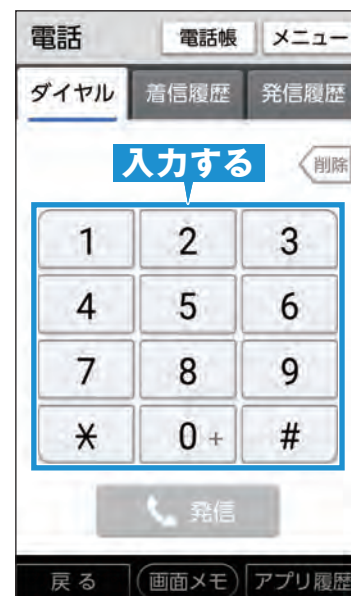 電話 電話帳 メニュー
ダイヤル 着信履歴 発信履歴
入力する 削除
1 2 3
4 5 6
7 8 9
* 0 + #
発信
戻る 画面メモ アプリ履歴